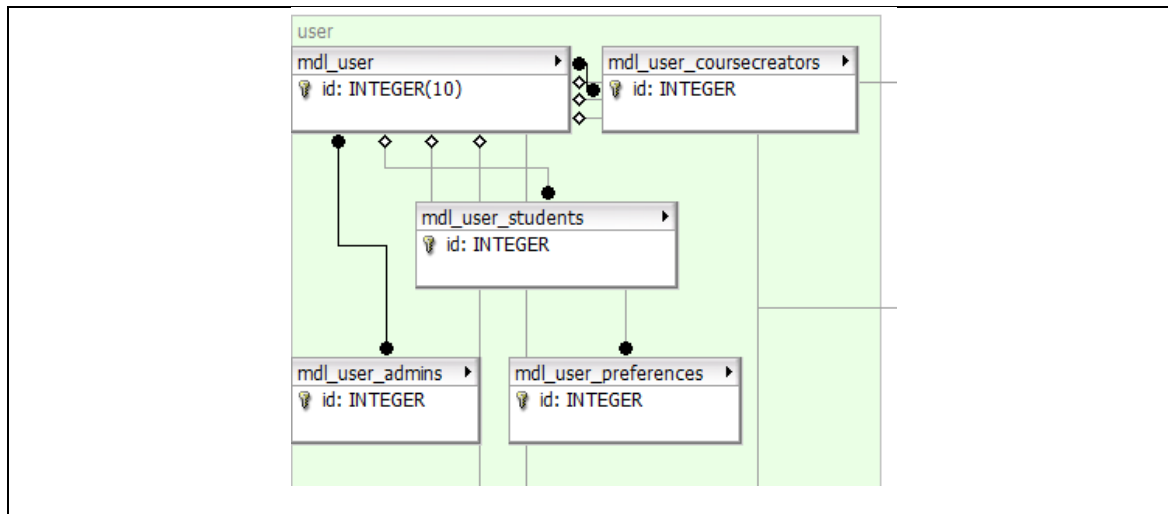 user
mdl_user
id: INTEGER(10)
mdl_user_coursecreators
id: INTEGER
mdl_user_students
id: INTEGER
mdl_user_admins
id: INTEGER
mdl_user_preferences
id: INTEGER